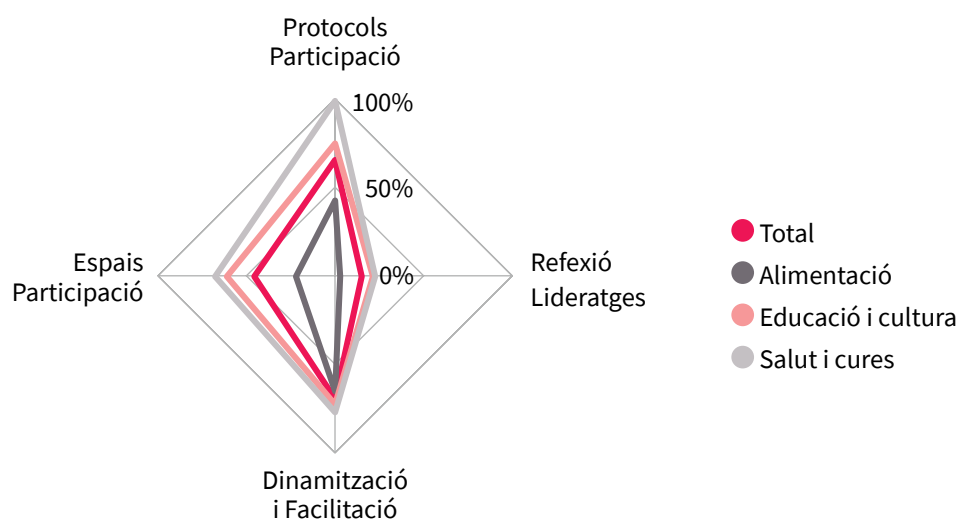 Protocols
Participació
100%
50%
0%
Espais
Participació
Refexió
Lideratges
Dinamització
i Facilitació
Total
Alimentació
Educació i cultura
Salut i cures